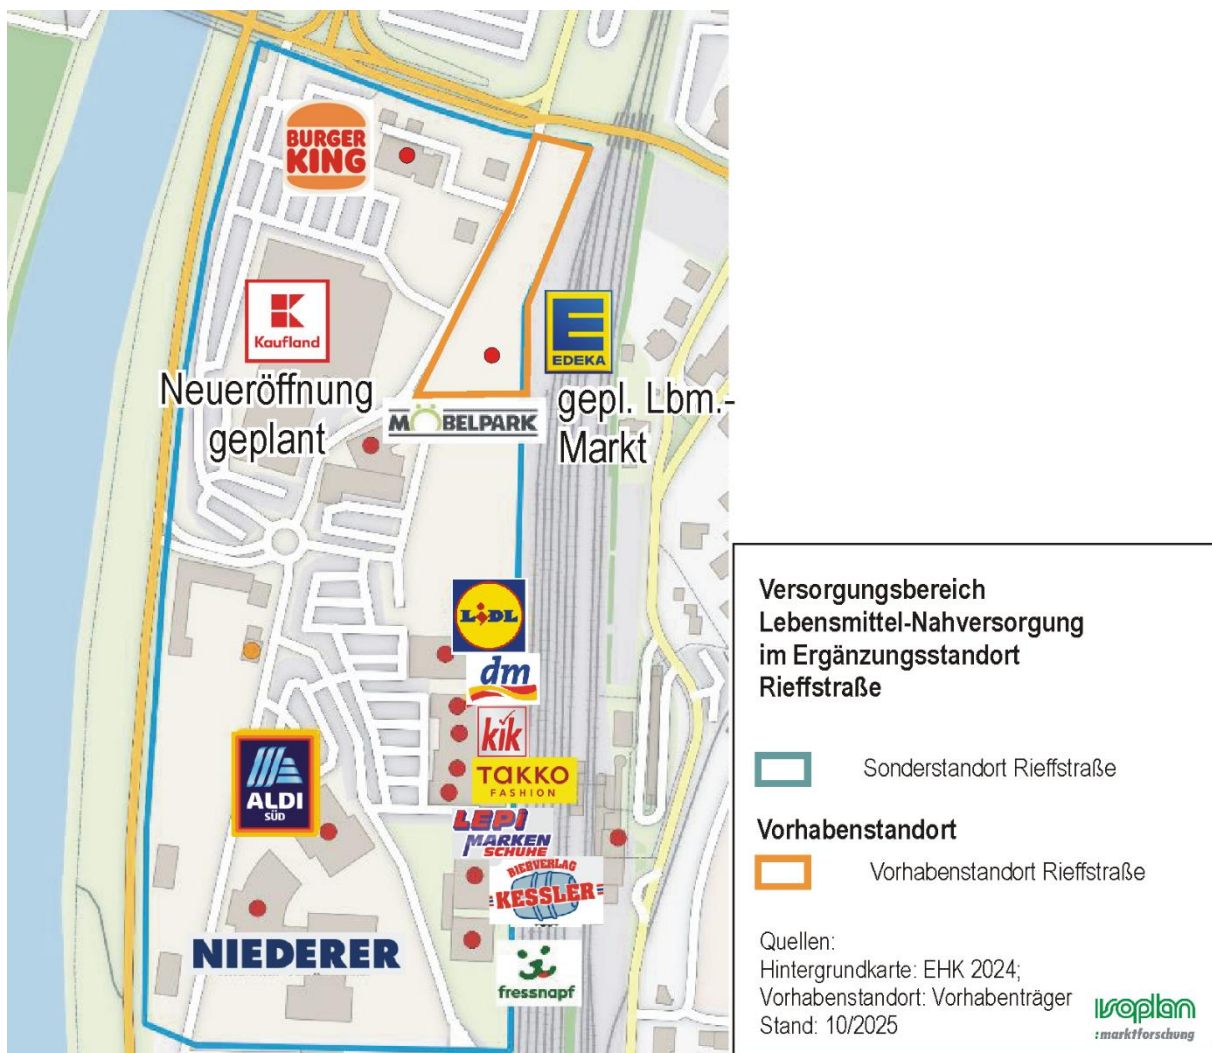 BURGER
KING
Kaufland
Neueröffnung
geplant
EDEKA
gepl. Lbm.-
Markt
MÖBELPARK
LIDL
dm
kik
TAKKO
FASHION
ALDI
SÜD
LEPI
MARKEN
SCHUHE
BIERVERLAG
KESSLER
NIEDERER
fressnapf
Versorgungsbereich
Lebensmittel-Nahversorgung
im Ergänzungsstandort
Rieffstraße
Sonderstandort Rieffstraße
Vorhabenstandort
Vorhabenstandort Rieffstraße
Quellen:
Hintergrundkarte: EHK 2024;
Vorhabenstandort: Vorhabenträger
Stand: 10/2025
isoplan
:marktforschung